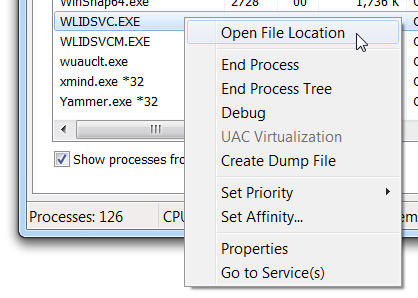 WinSnap64.exe 2728 00 1,736 K
WLIDSVC.EXE
WLIDSVCM.EXE
wuauclt.exe
xmind.exe *32
Yammer.exe *32
Open File Location
End Process
End Process Tree
Debug
UAC Virtualization
Create Dump File
Set Priority
Set Affinity...
Properties
Go to Service(s)
Show processes fro
Processes: 126 CPU em